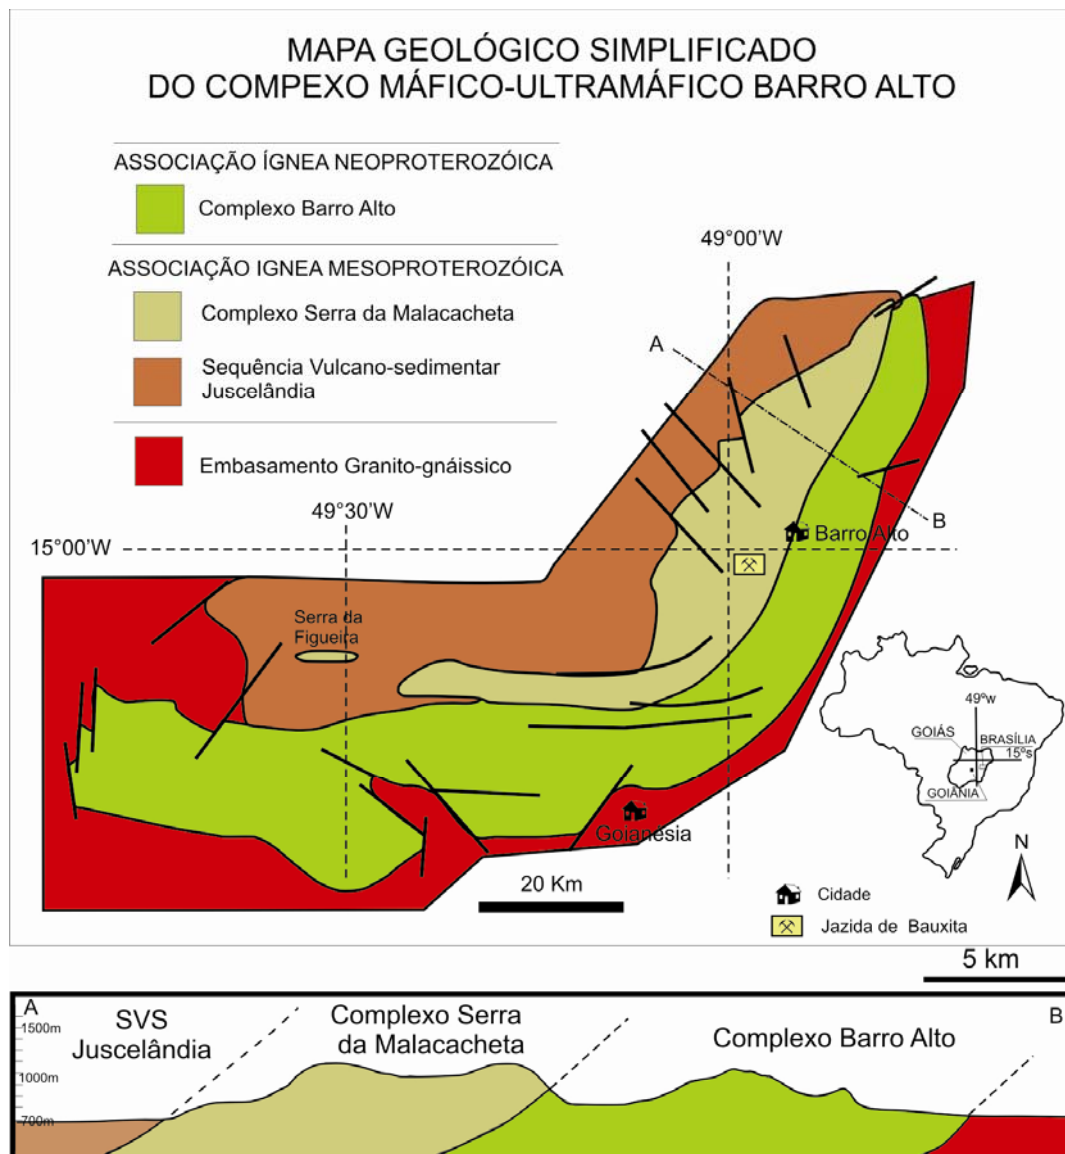 MAPA GEOLÓGICO SIMPLIFICADO
DO COMPEXO MÁFICO-ULTRAMÁFICO BARRO ALTO
ASSOCIAÇÃO ÍGNEA NEOPROTEROZÓICA
Complexo Barro Alto
ASSOCIAÇÃO IGNEA MESOPROTEROZÓICA
Complexo Serra da Malacacheta
Sequência Vulcano-sedimentar
Juscelândia
Embasamento Granito-gnáissico
49°00'W
A
B
49°30'W
15°00'W
Barro Alto
Serra da
Figueira
Goianésia
49ºw
GOIÁS
BRASÍLIA
15ºs
GOIÂNIA
N
20 Km
Cidade
Jazida de Bauxita
5 km
A
B
1500m
1000m
700m
SVS
Juscelândia
Complexo Serra
da Malacacheta
Complexo Barro Alto